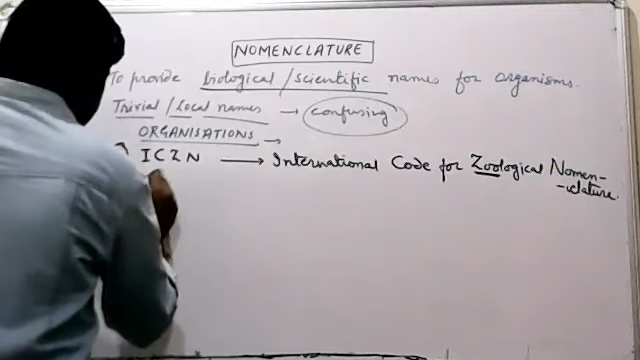 NOMENCLATURE
To provide biological/scientific names for organisms.
Trivial/Local names → confusing
ORGANISATIONS →
ICZN → International Code for Zoological Nomen-
-clature.